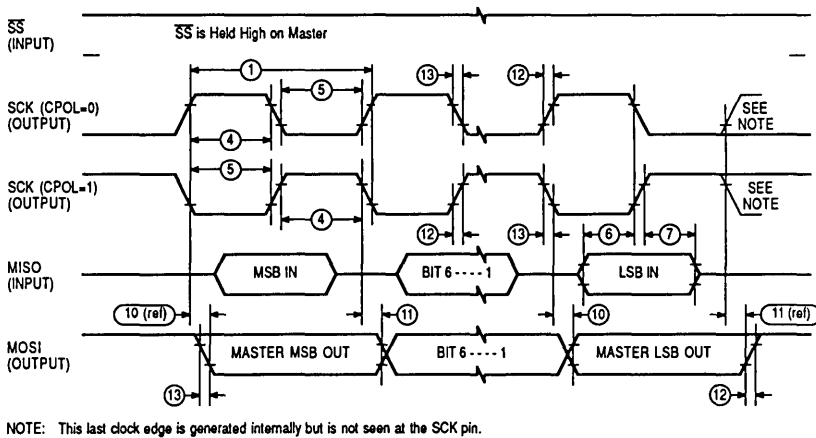 SS
(INPUT)
SS is Held High on Master
1
5
13
12
SCK (CPOL=0)
(OUTPUT)
SEE
NOTE
4
5
SCK (CPOL=1)
(OUTPUT)
SEE
NOTE
4
12
13
6
7
MISO
(INPUT)
MSB IN
BIT 6 - - - - 1
LSB IN
10 (ref)
11
10
11 (ref)
MOSI
(OUTPUT)
MASTER MSB OUT
BIT 6 - - - - 1
MASTER LSB OUT
13
12
NOTE: This last clock edge is generated internally but is not seen at the SCK pin.